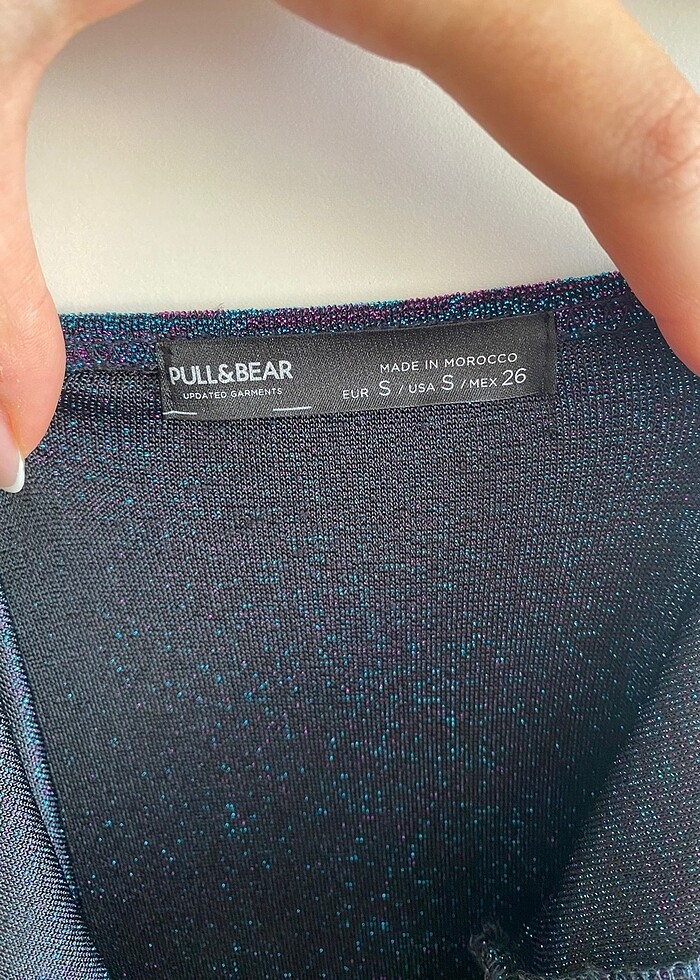 PULL&BEAR
UPDATED GARMENTS
MADE IN MOROCCO
EUR S / USA S / MEX 26